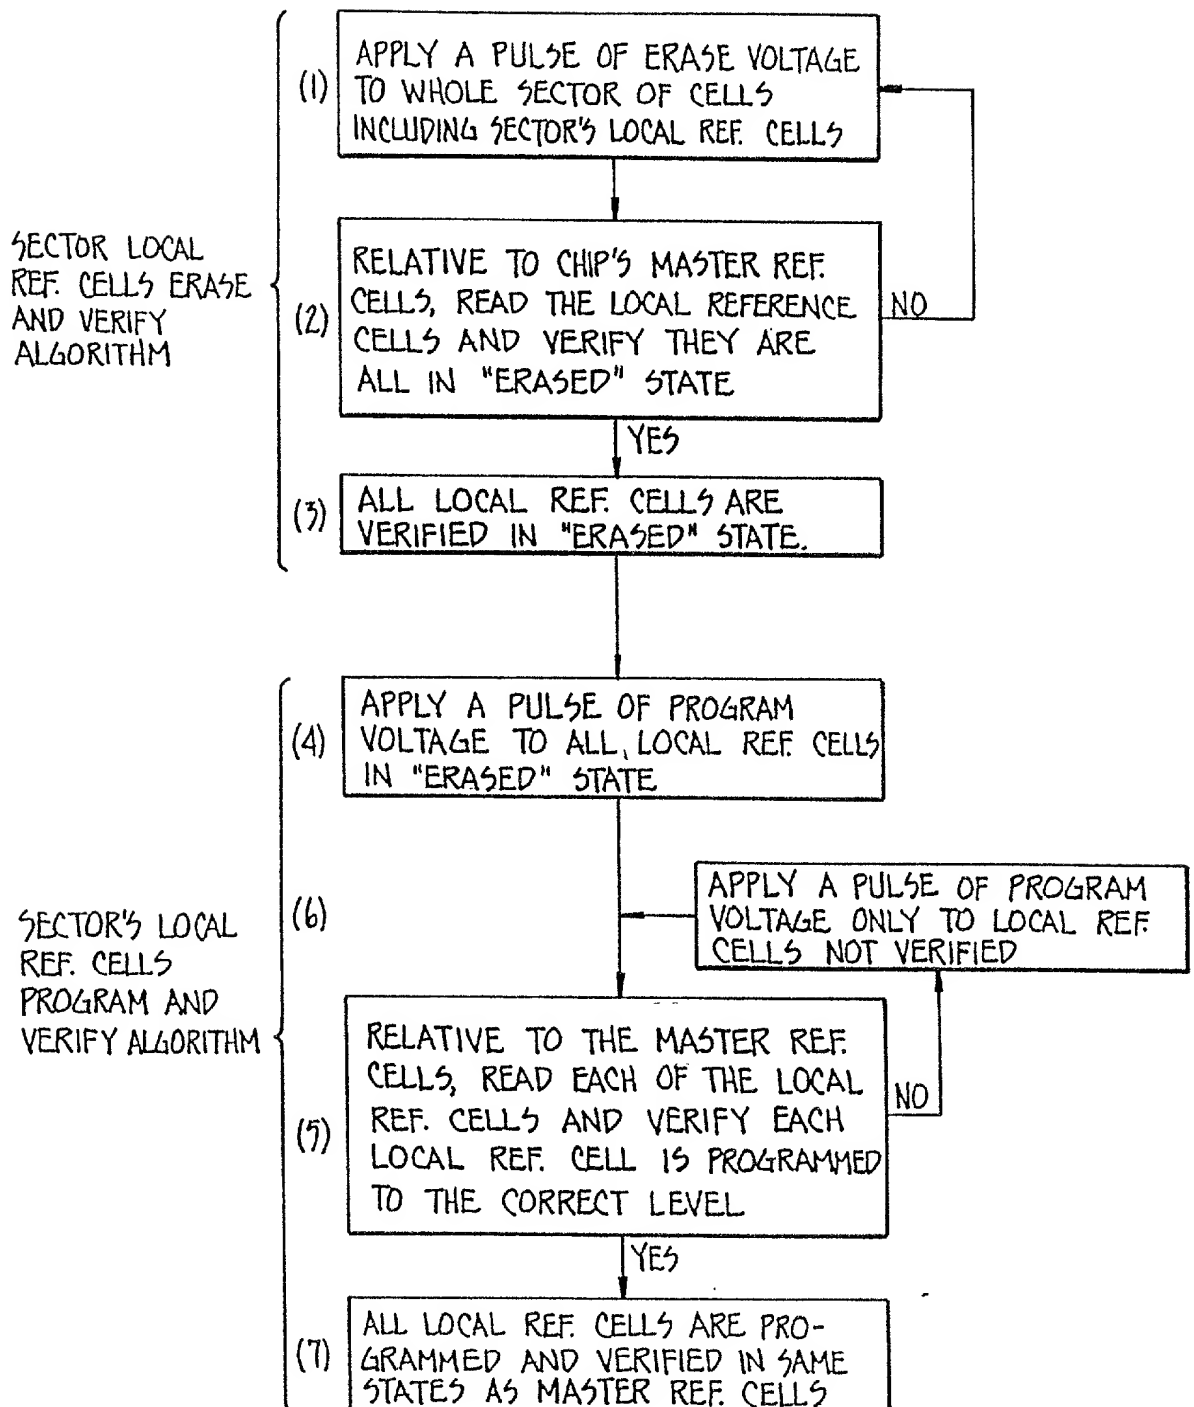 (1)
APPLY A PULSE OF ERASE VOLTAGE
TO WHOLE SECTOR OF CELLS
INCLUDING SECTOR'S LOCAL REF. CELLS
SECTOR LOCAL
REF. CELLS ERASE
AND VERIFY
ALGORITHM
(2)
RELATIVE TO CHIP'S MASTER REF.
CELLS, READ THE LOCAL REFERENCE
CELLS AND VERIFY THEY ARE
ALL IN "ERASED" STATE
NO
YES
(3)
ALL LOCAL REF. CELLS ARE
VERIFIED IN "ERASED" STATE.
(4)
APPLY A PULSE OF PROGRAM
VOLTAGE TO ALL, LOCAL REF. CELLS
IN "ERASED" STATE
SECTOR'S LOCAL
REF. CELLS
PROGRAM AND
VERIFY ALGORITHM
(6)
APPLY A PULSE OF PROGRAM
VOLTAGE ONLY TO LOCAL REF.
CELLS NOT VERIFIED
(5)
RELATIVE TO THE MASTER REF.
CELLS, READ EACH OF THE LOCAL
REF. CELLS AND VERIFY EACH
LOCAL REF. CELL IS PROGRAMMED
TO THE CORRECT LEVEL
NO
YES
(7)
ALL LOCAL REF. CELLS ARE PRO-
GRAMMED AND VERIFIED IN SAME
STATES AS MASTER REF. CELLS